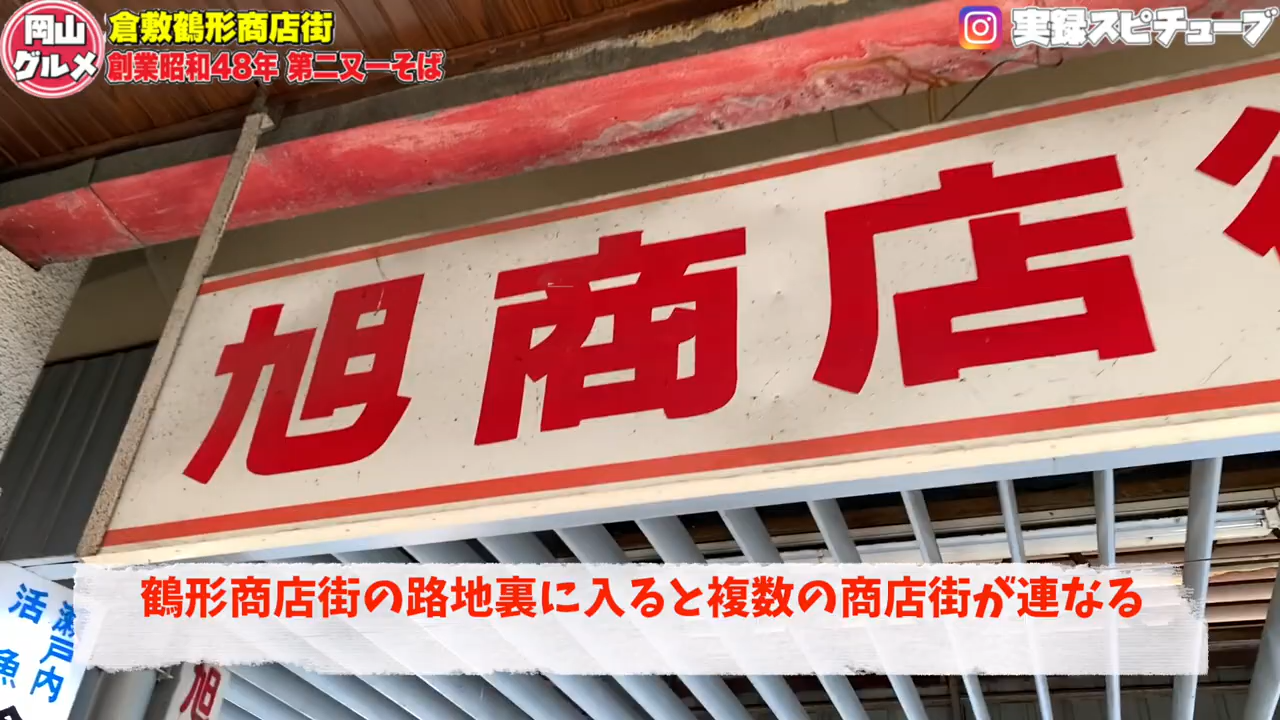 岡山
グルメ
倉敷鶴形商店街
創業昭和48年 第二又一そば
実録スピチューブ
旭商店
鶴形商店街の路地裏に入ると複数の商店街が連なる
瀬戸内
活魚
旭